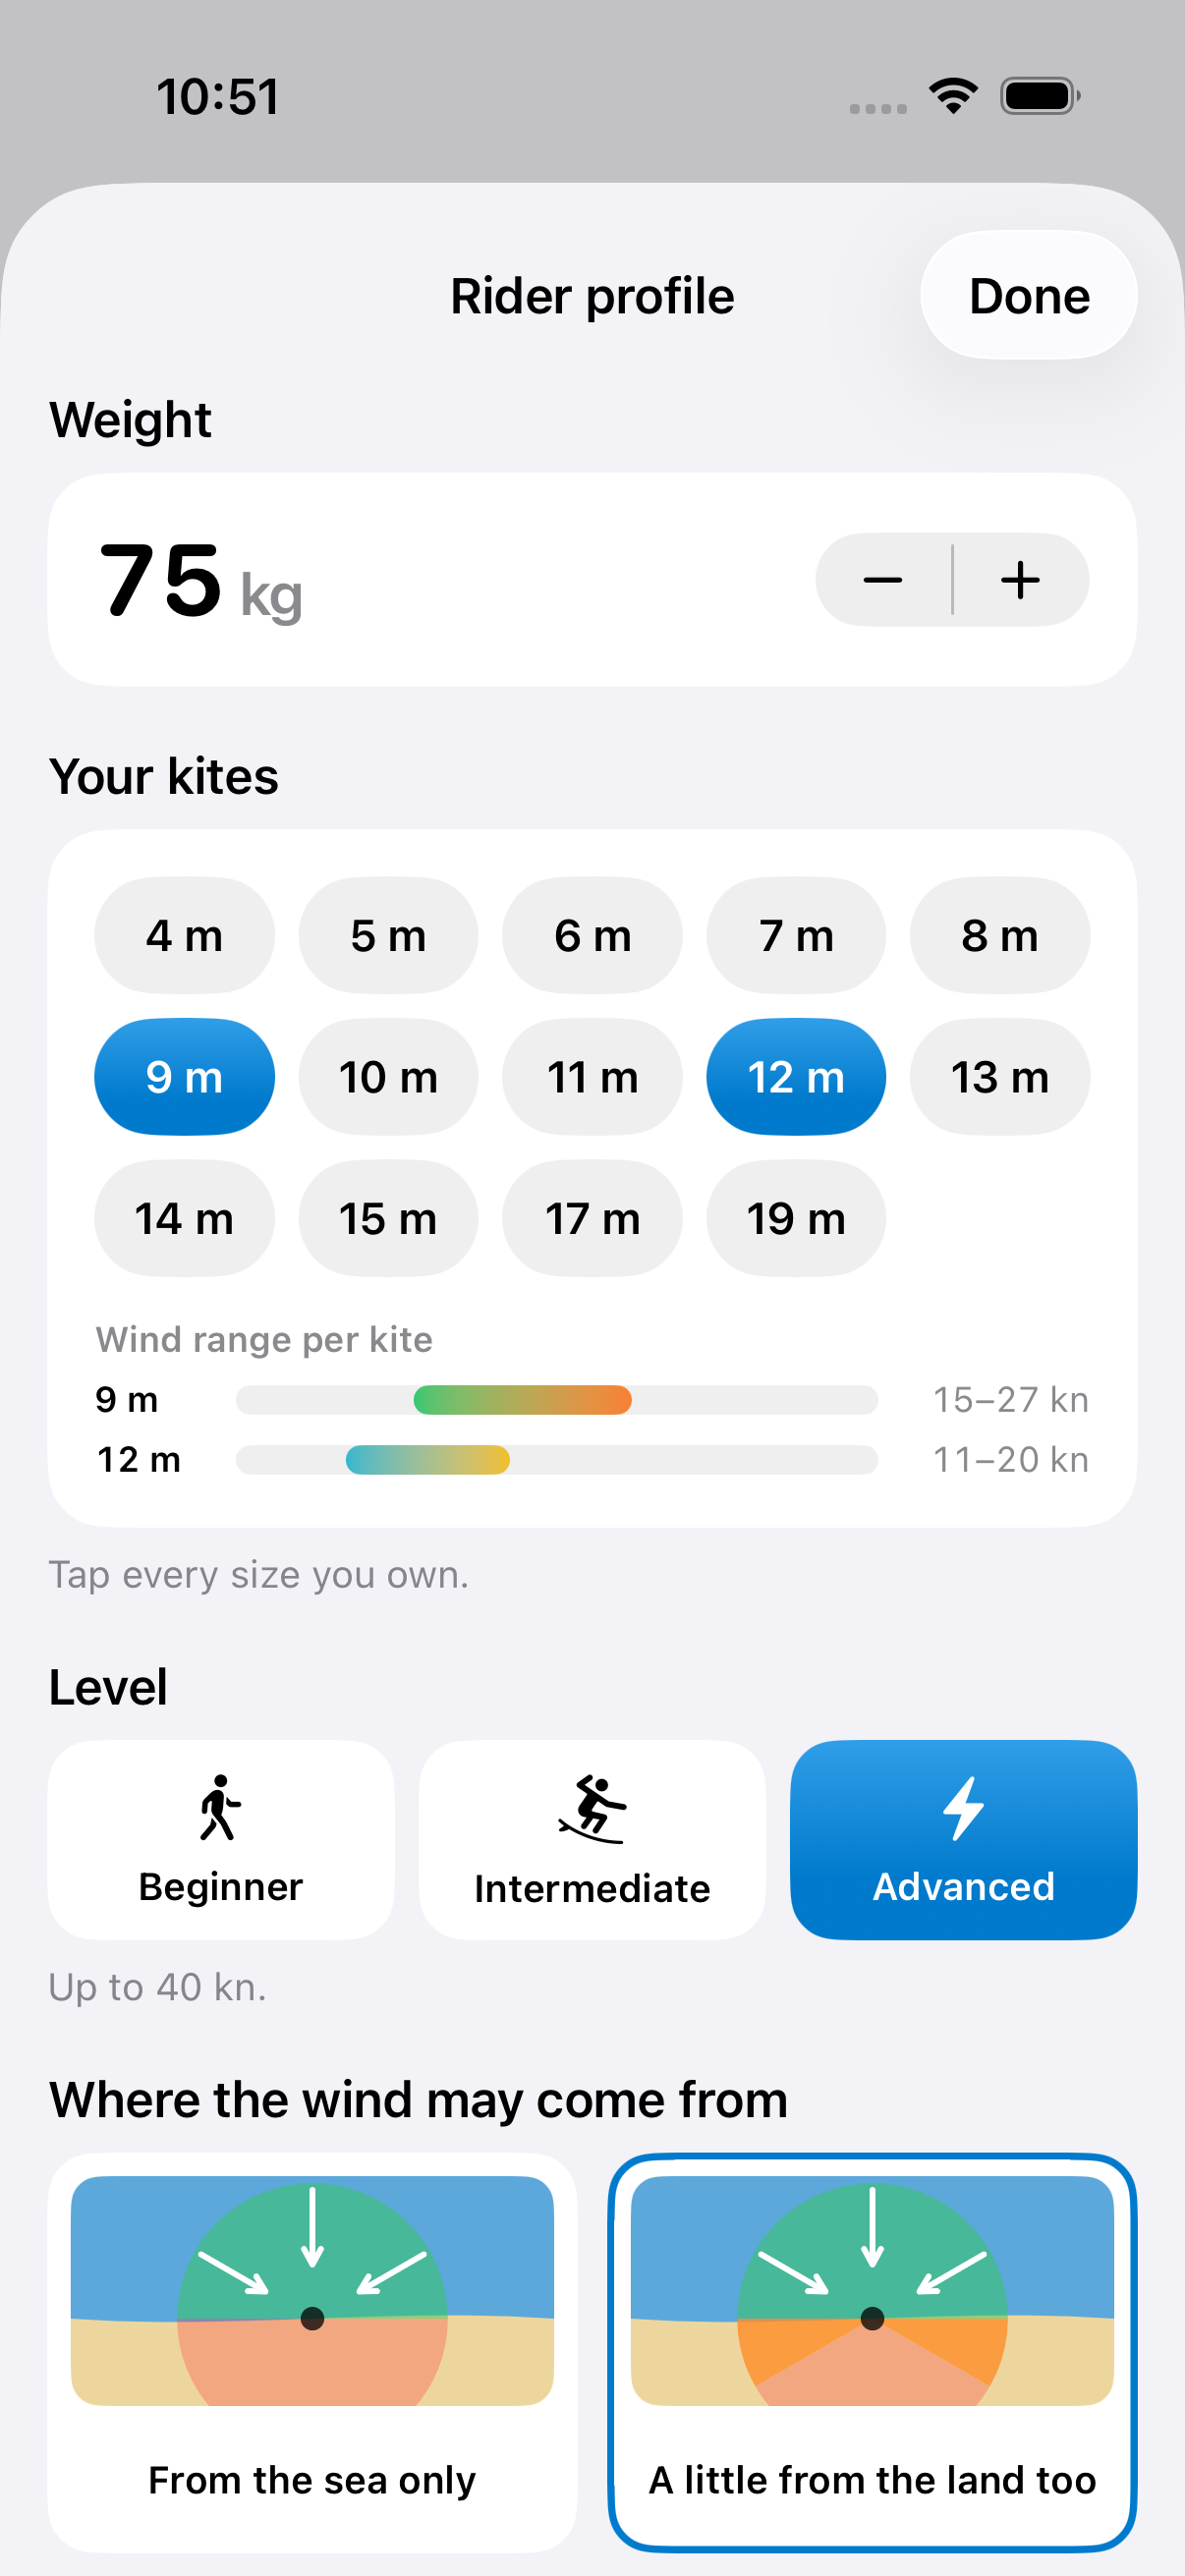 10:51
Rider profile
Done
Weight
75 kg
Your kites
4 m 5 m 6 m 7 m 8 m
9 m 10 m 11 m 12 m 13 m
14 m 15 m 17 m 19 m
Wind range per kite
9 m 15–27 kn
12 m 11–20 kn
Tap every size you own.
Level
Beginner Intermediate Advanced
Up to 40 kn.
Where the wind may come from
From the sea only A little from the land too